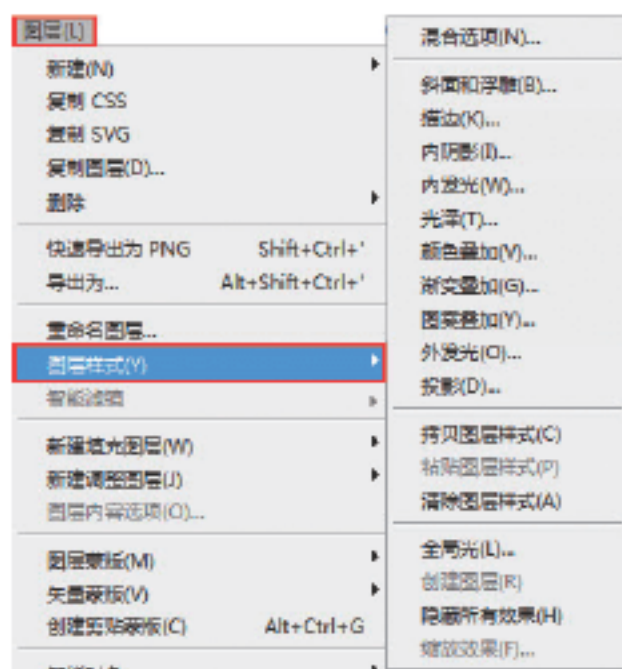 图层(L)
新建(N)
复制 CSS
复制 SVG
复制图层(D)...
删除
快速导出为 PNG Shift+Ctrl+'
导出为... Alt+Shift+Ctrl+'
重命名图层...
图层样式(Y)
智能滤镜
新建填充图层(W)
新建调整图层(J)
图层内容选项(O)...
图层蒙版(M)
矢量蒙版(V)
创建剪贴蒙版(C) Alt+Ctrl+G
混合选项(N)...
斜面和浮雕(B)...
描边(K)...
内阴影(I)...
内发光(W)...
光泽(T)...
颜色叠加(V)...
渐变叠加(G)...
图案叠加(Y)...
外发光(O)...
投影(D)...
拷贝图层样式(C)
粘贴图层样式(P)
清除图层样式(A)
全局光(L)...
创建图层(R)
隐藏所有效果(H)
缩放效果(F)...